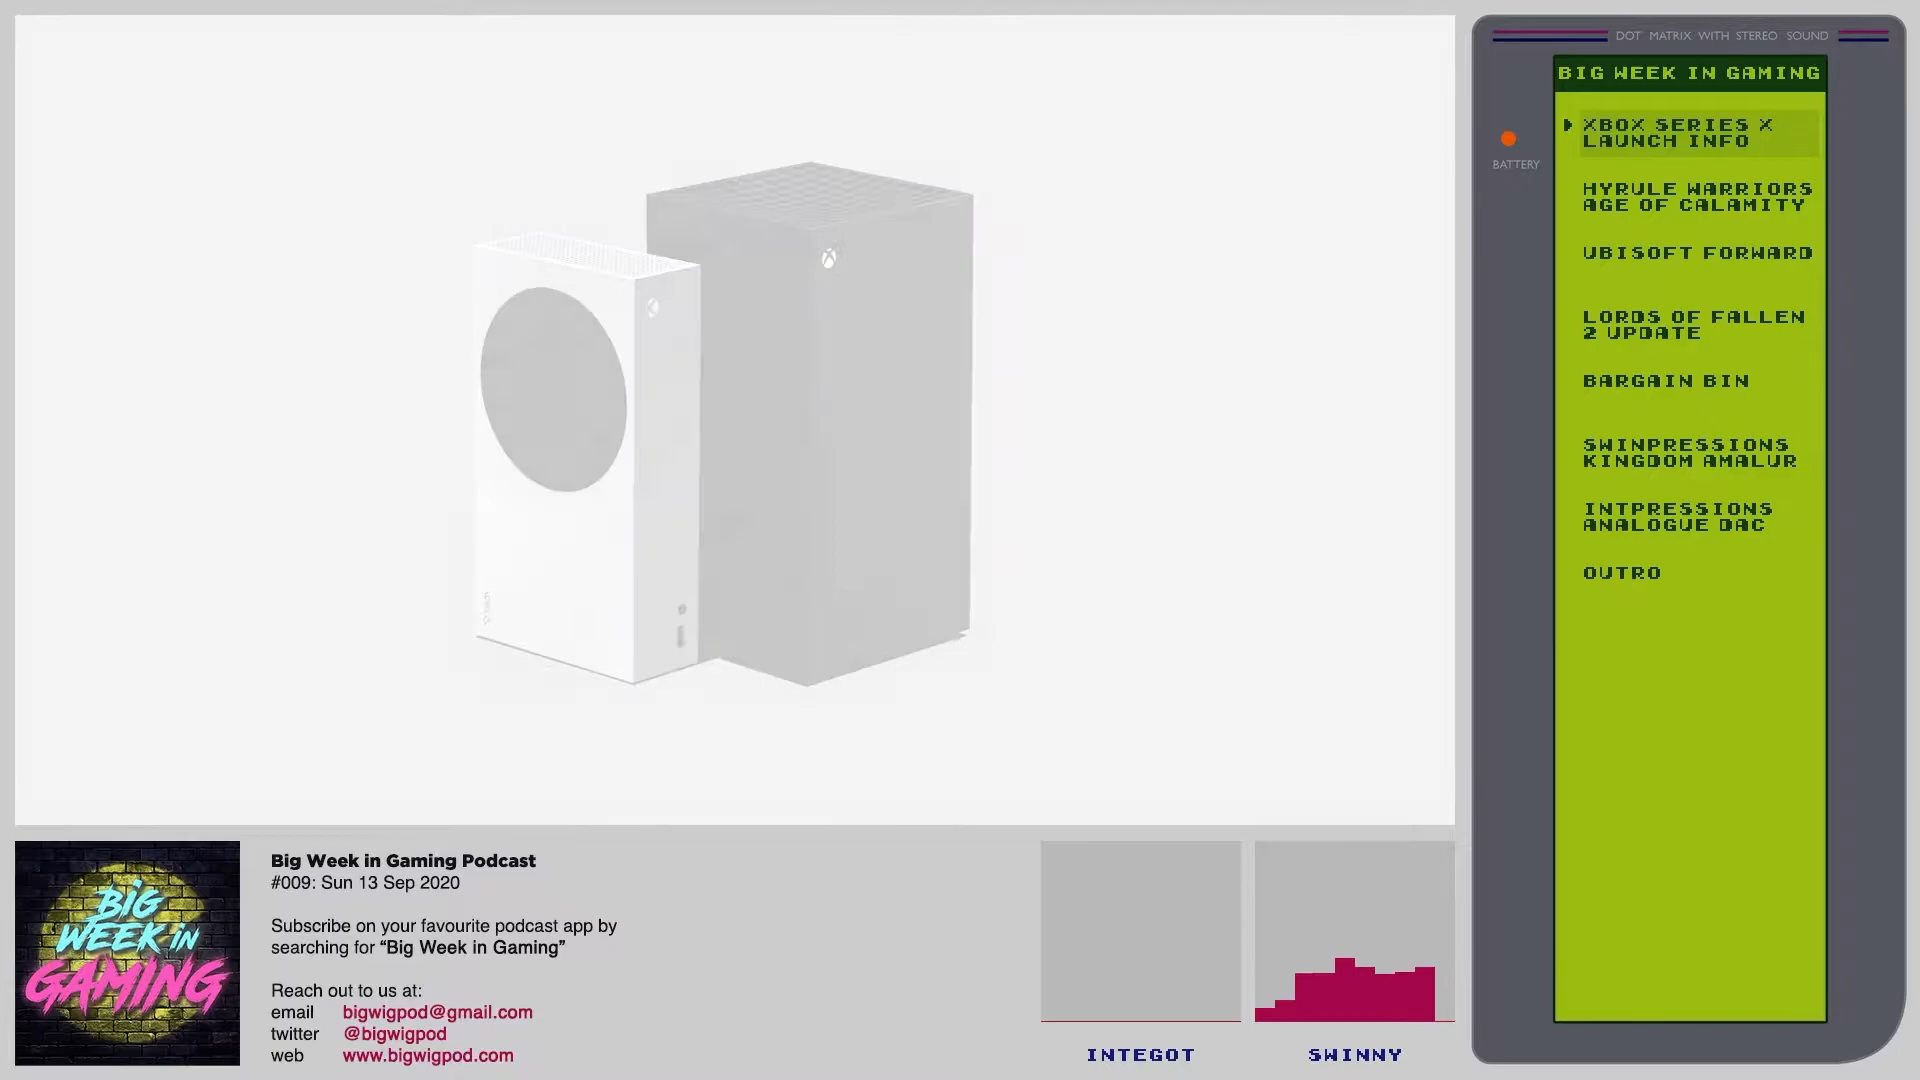 DOT MATRIX WITH STEREO SOUND
BIG WEEK IN GAMING
BATTERY
XBOX SERIES X
LAUNCH INFO
HYRULE WARRIORS
AGE OF CALAMITY
UBISOFT FORWARD
LORDS OF FALLEN
2 UPDATE
BARGAIN BIN
SWINPRESSIONS
KINGDOM AMALUR
INTPRESSIONS
ANALOGUE DAC
OUTRO
BIG
WEEK IN
GAMING
Big Week in Gaming Podcast
#009: Sun 13 Sep 2020
Subscribe on your favourite podcast app by
searching for “Big Week in Gaming”
Reach out to us at:
email bigwigpod@gmail.com
twitter @bigwigpod
web www.bigwigpod.com
INTEGOT
SWINNY